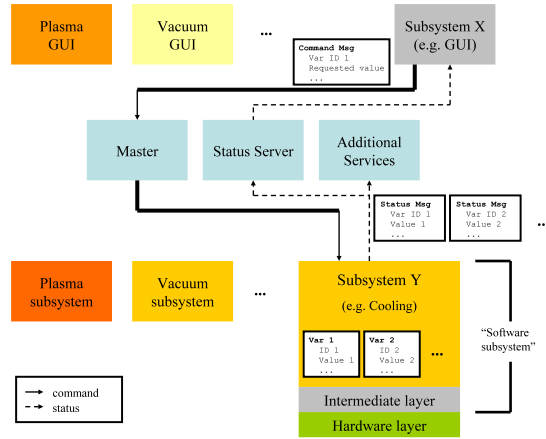 Plasma
GUI
Vacuum
GUI
...
Subsystem X
(e.g. GUI)
Command Msg
Var ID 1
Requested value
...
Master
Status Server
Additional
Services
Status Msg
Var ID 1
Value 1
...
Status Msg
Var ID 2
Value 2
...
..
Plasma
subsystem
Vacuum
subsystem
...
Subsystem Y
(e.g. Cooling)
Var 1
ID 1
Value 1
...
Var 2
ID 2
Value 2
...
...
Intermediate layer
Hardware layer
“Software
subsystem”
command
status